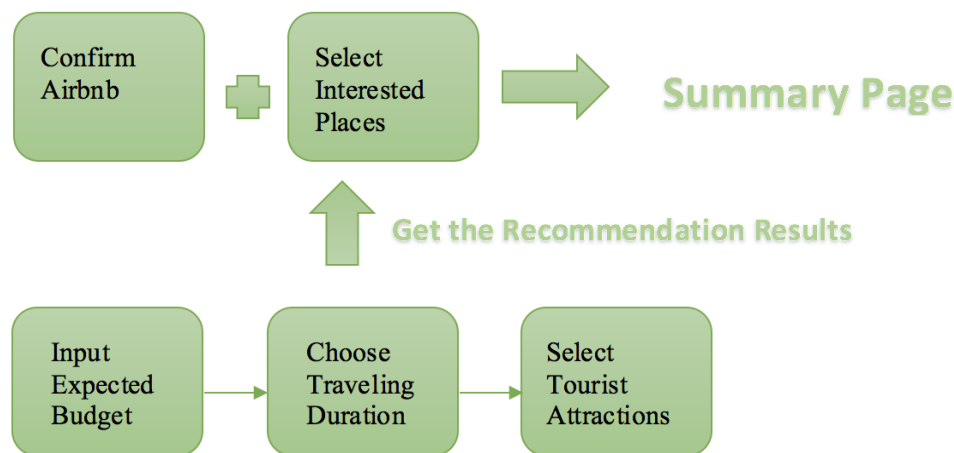 Confirm
Airbnb
Select
Interested
Places
Summary Page
Get the Recommendation Results
Input
Expected
Budget
Choose
Traveling
Duration
Select
Tourist
Attractions